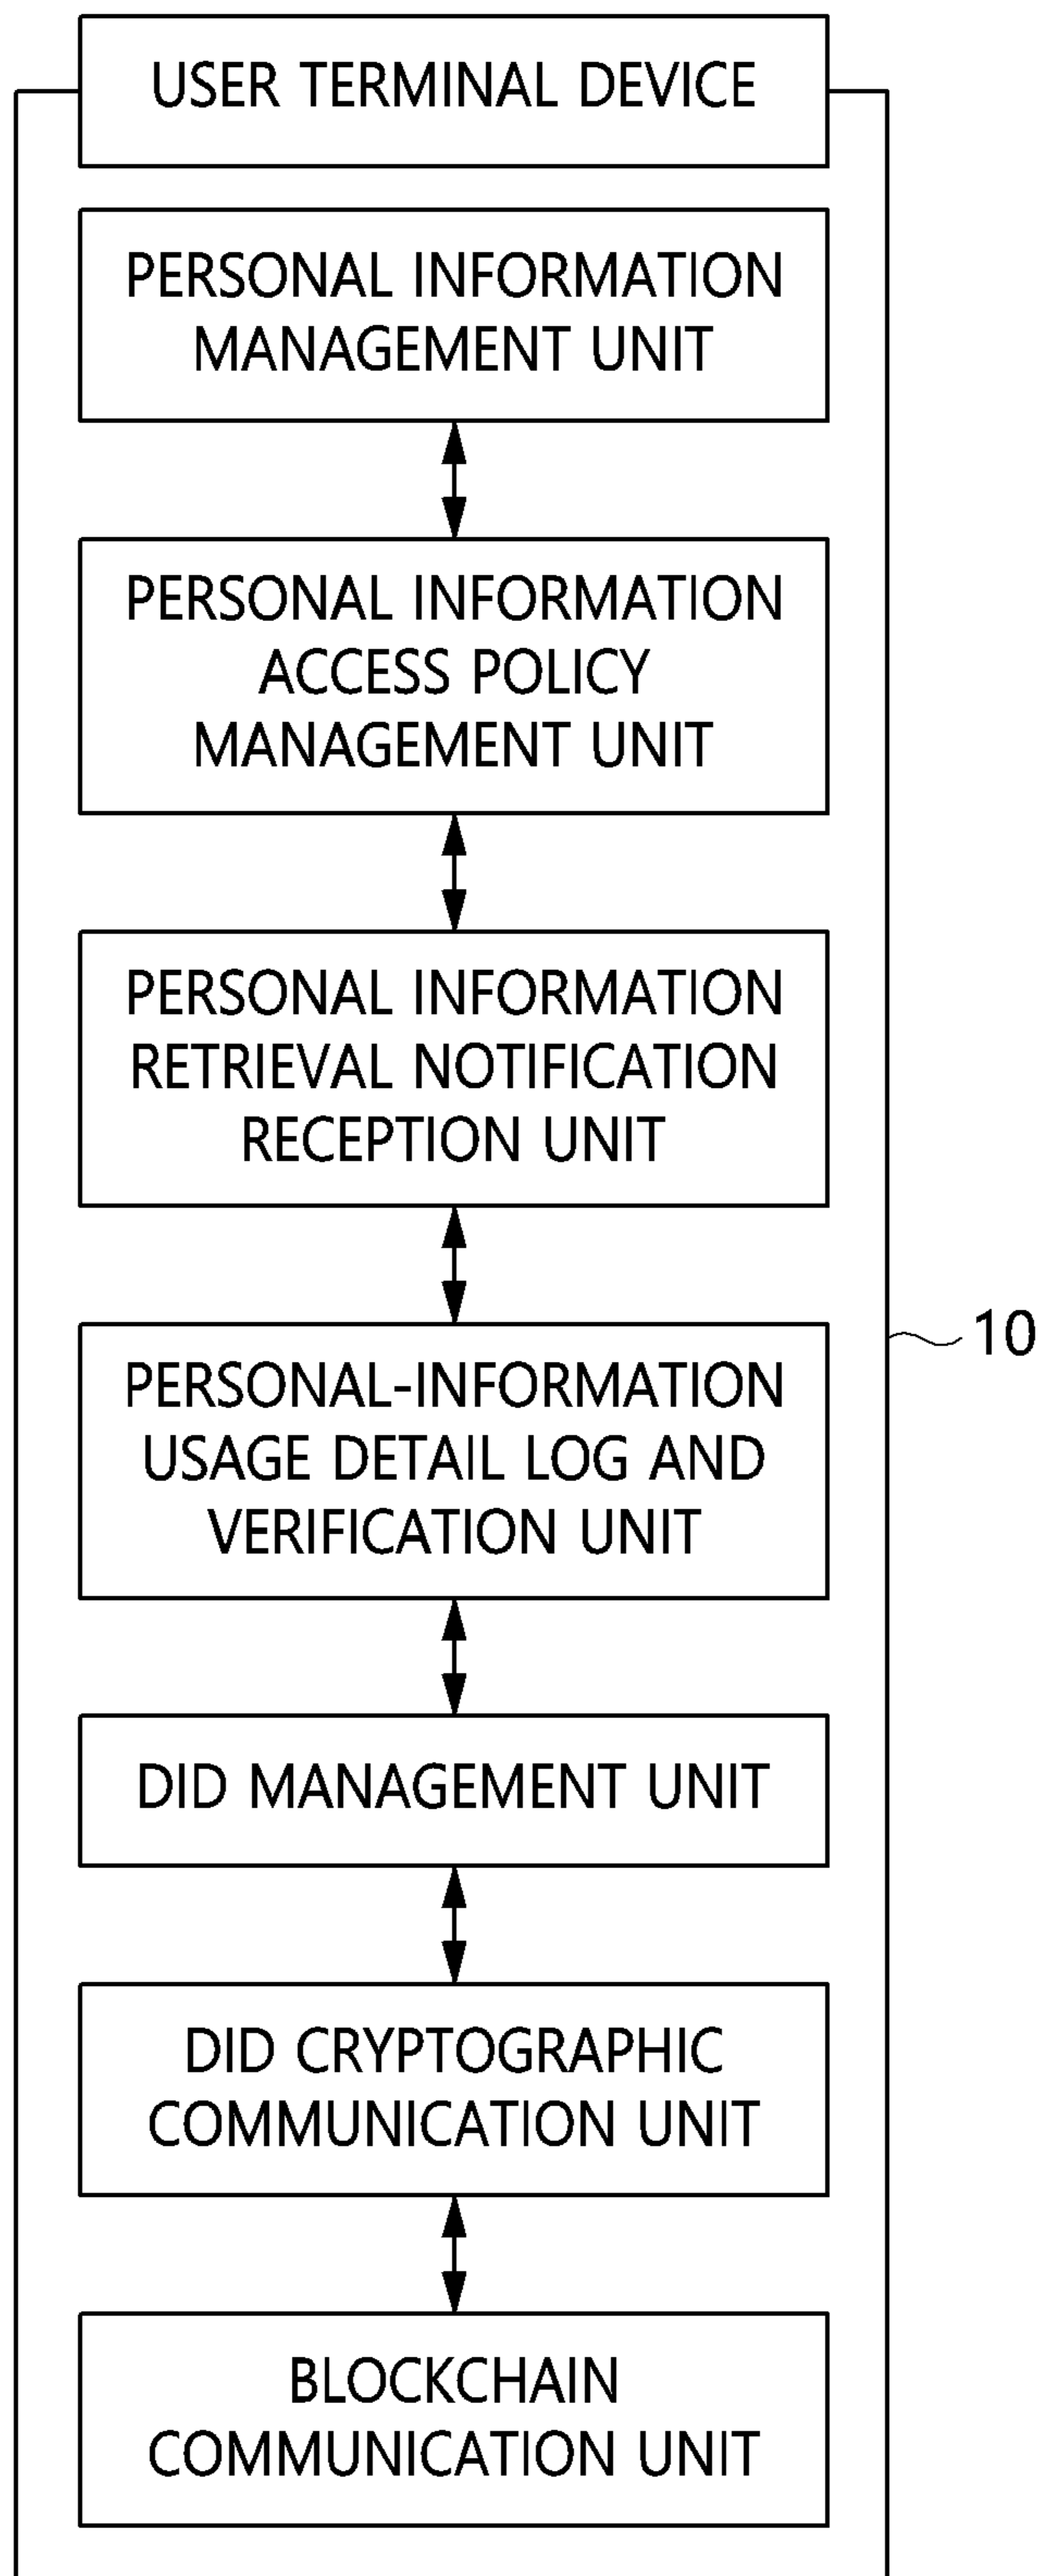 USER TERMINAL DEVICE
PERSONAL INFORMATION
MANAGEMENT UNIT
PERSONAL INFORMATION
ACCESS POLICY
MANAGEMENT UNIT
PERSONAL INFORMATION
RETRIEVAL NOTIFICATION
RECEPTION UNIT
10
PERSONAL-INFORMATION
USAGE DETAIL LOG AND
VERIFICATION UNIT
DID MANAGEMENT UNIT
DID CRYPTOGRAPHIC
COMMUNICATION UNIT
BLOCKCHAIN
COMMUNICATION UNIT